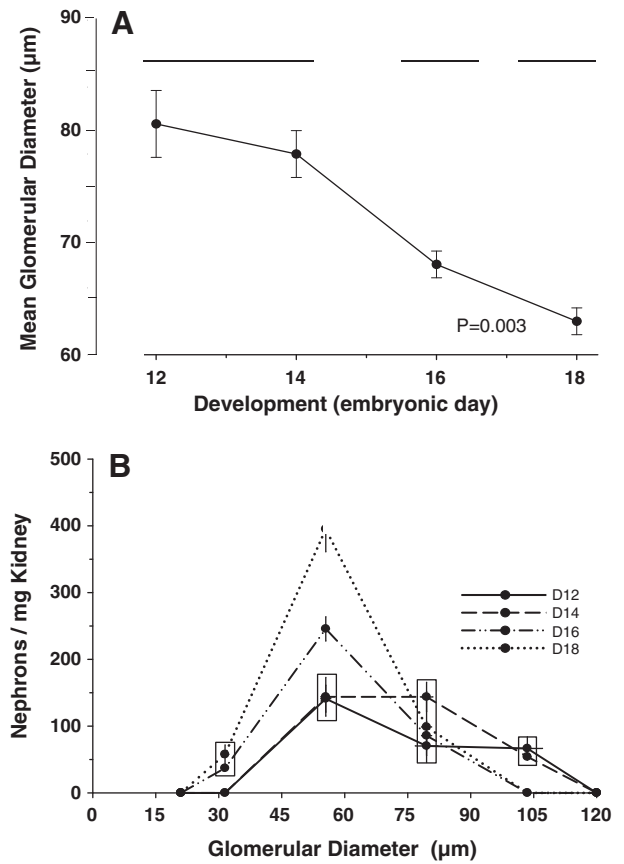 A
90
80
70
60
Mean Glomerular Diameter (µm)
P=0.003
12 14 16 18
Development (embryonic day)
B
500
400
300
200
100
0
Nephrons / mg Kidney
D12
D14
D16
D18
0 15 30 45 60 75 90 105 120
Glomerular Diameter (µm)